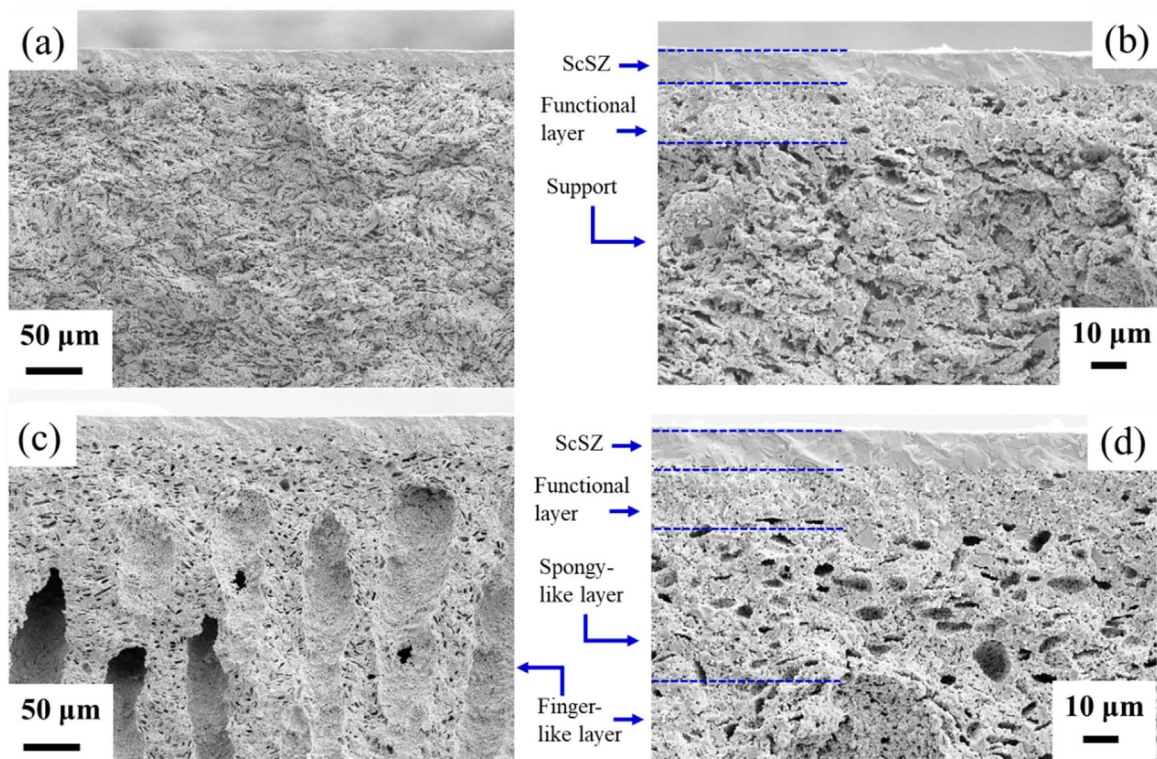 (a)
50 μm
ScSZ
Functional
layer
Support
(b)
10 μm
(c)
50 μm
ScSZ
Functional
layer
Spongy-
like layer
Finger-
like layer
(d)
10 μm